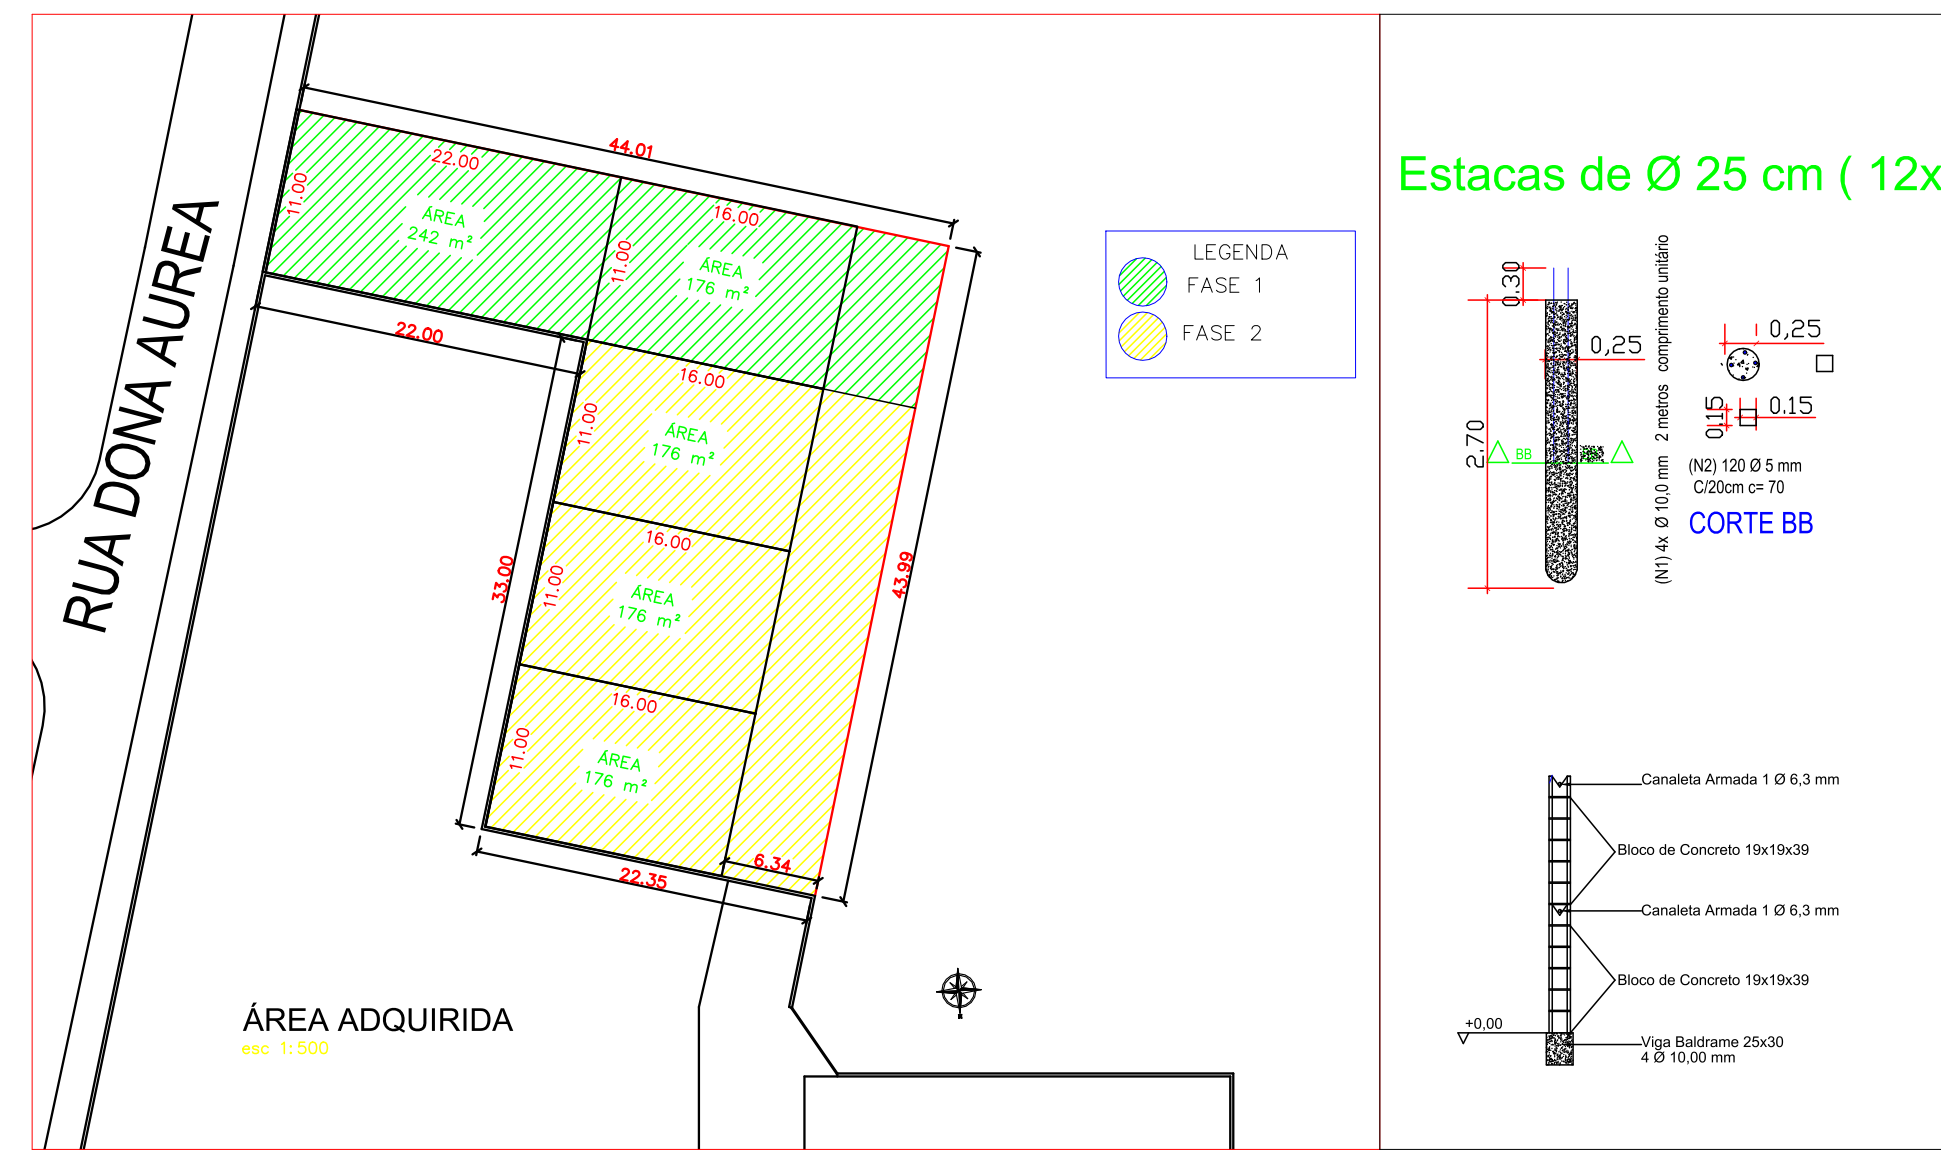 RUA DONA AUREA
44.01
22.00
11.00
ÁREA
242 m²
16.00
11.00
ÁREA
176 m²
22.00
16.00
11.00
ÁREA
176 m²
33.00
16.00
11.00
ÁREA
176 m²
43.99
16.00
11.00
ÁREA
176 m²
6.34
22.35
LEGENDA
FASE 1
FASE 2
ÁREA ADQUIRIDA
esc 1:500
Estacas de Ø 25 cm ( 12x
0.30
0,25
2.70
BB
(N1) 4x Ø 10,0 mm 2 metros comprimento unitário
0,25
0.15
0,15
(N2) 120 Ø 5 mm
C/20cm c= 70
CORTE BB
Canaleta Armada 1 Ø 6,3 mm
Bloco de Concreto 19x19x39
Canaleta Armada 1 Ø 6,3 mm
Bloco de Concreto 19x19x39
+0,00
Viga Baldrame 25x30
4 Ø 10,00 mm